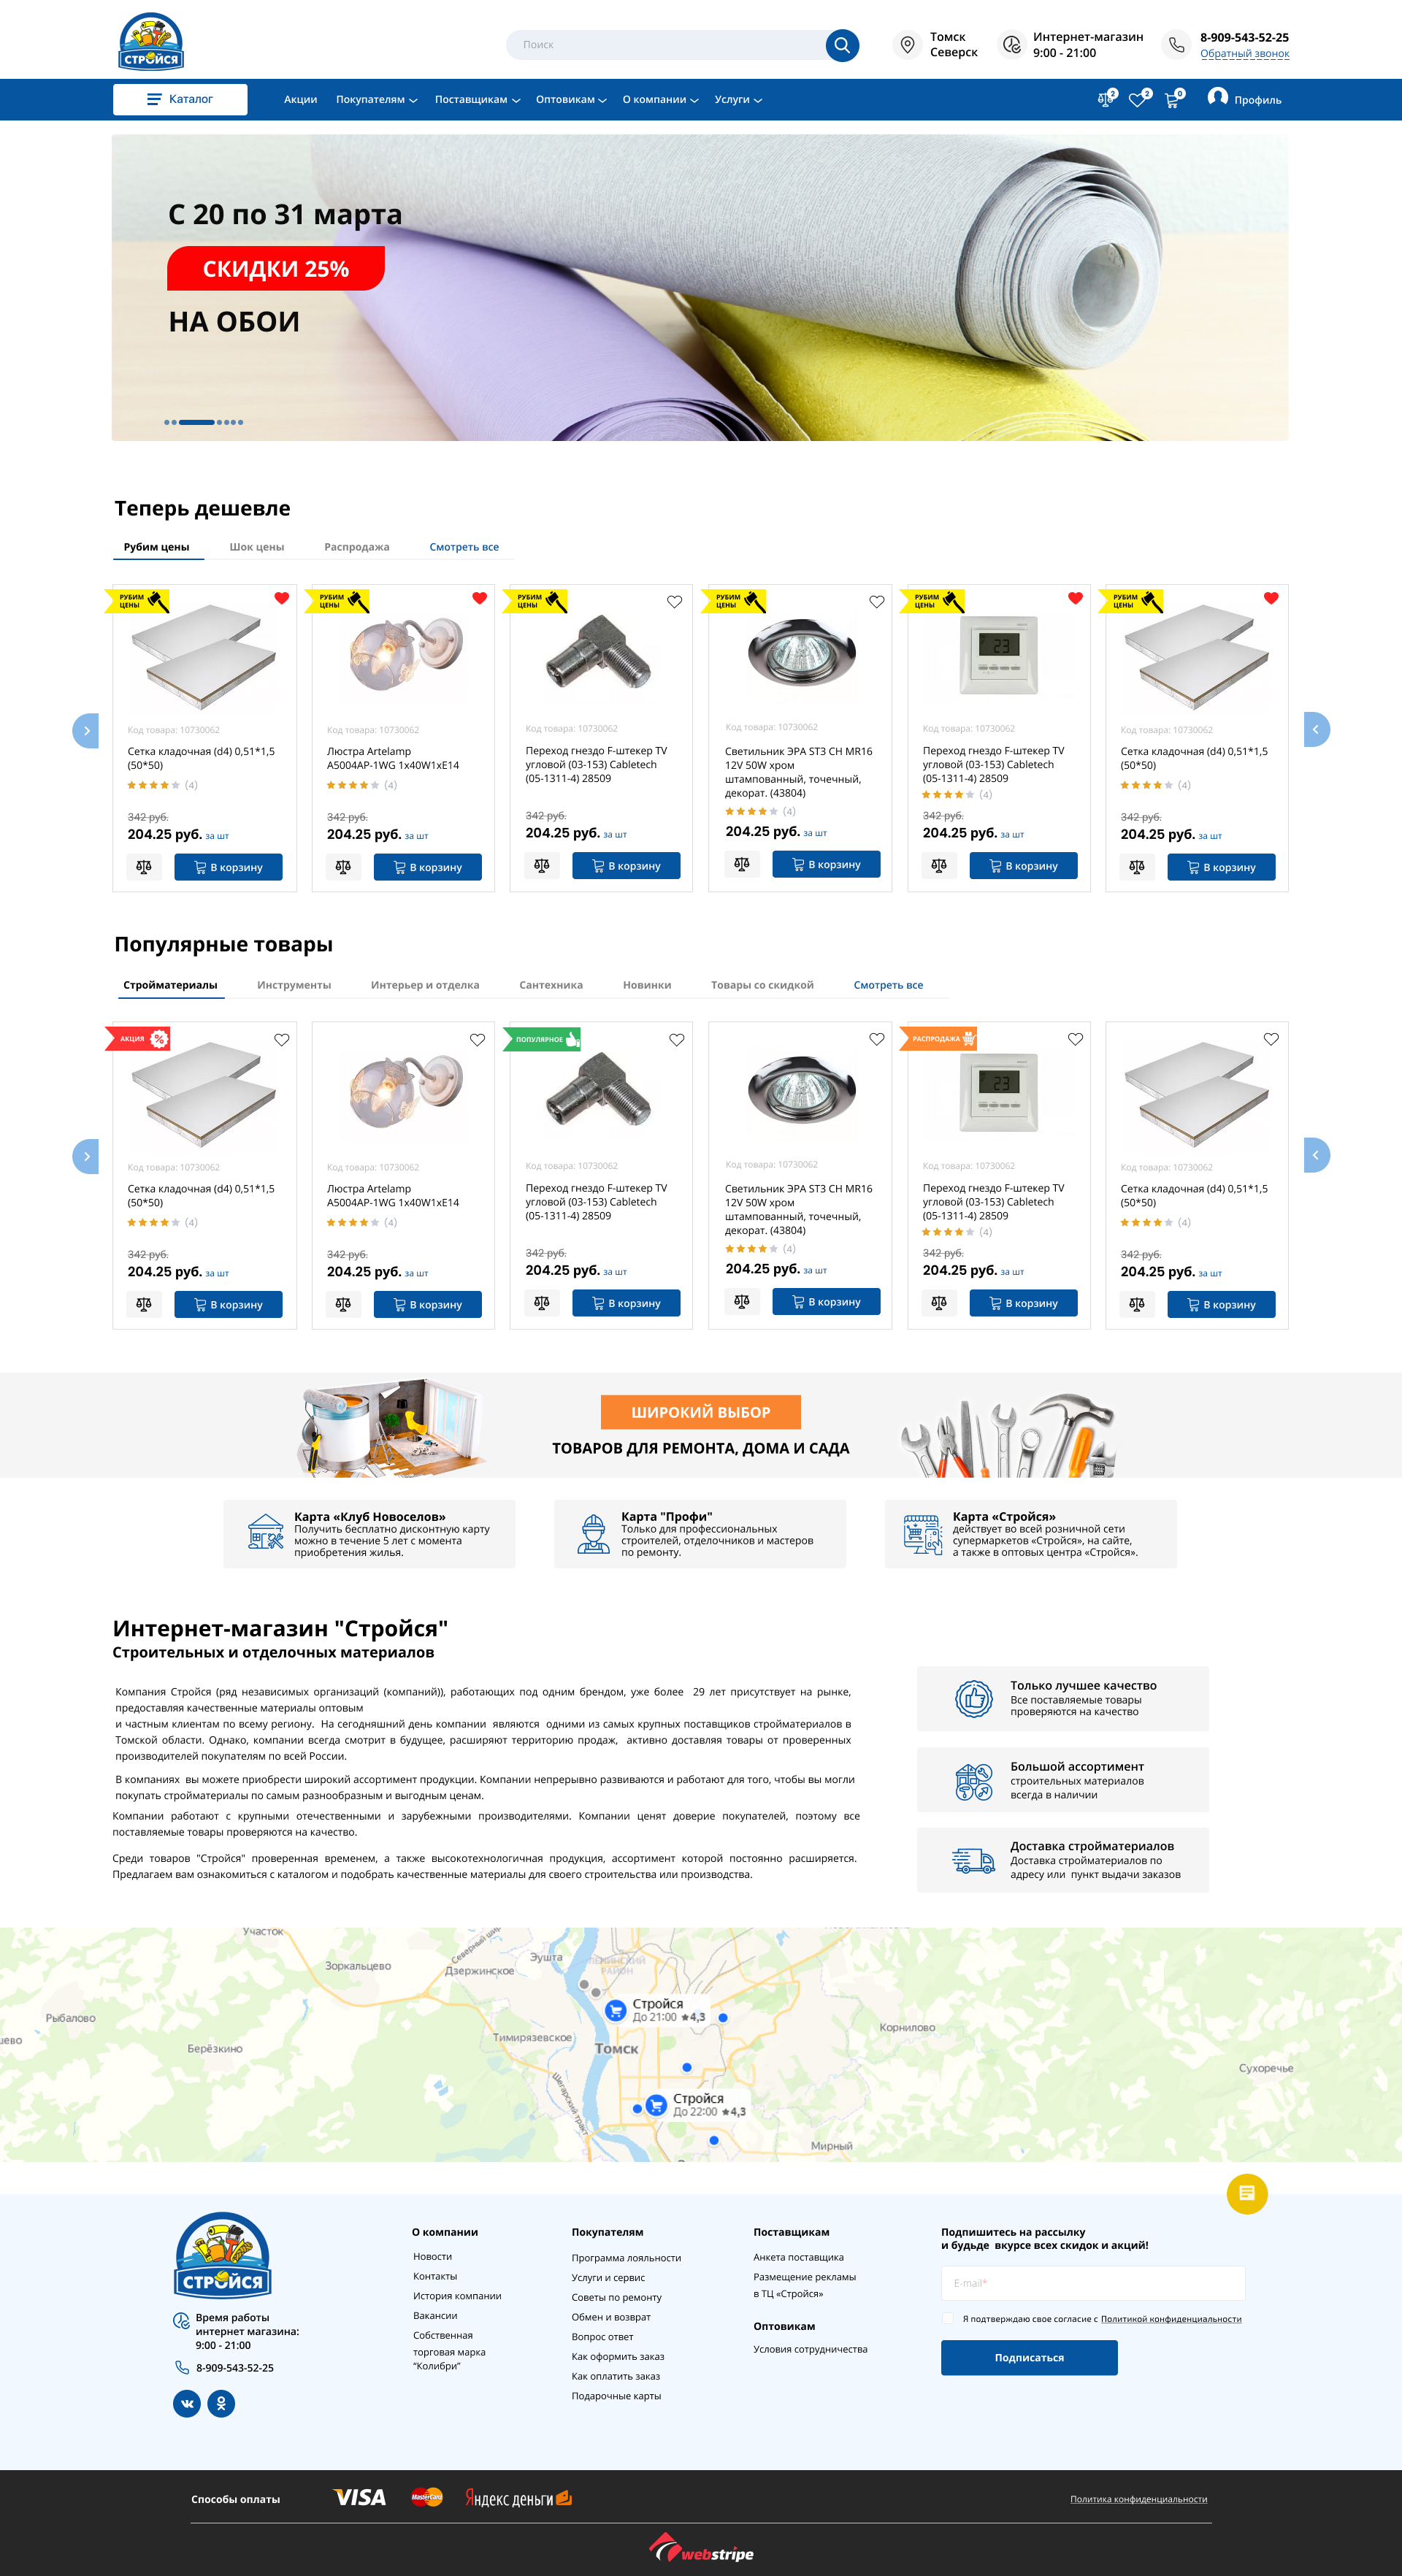 СТРОЙСЯ
Поиск
Томск
Северск
Интернет-магазин
9:00 - 21:00
8-909-543-52-25
Обратный звонок
Каталог
Акции
Покупателям
Поставщикам
Оптовикам
О компании
Услуги
2
2
0
Профиль
С 20 по 31 марта
СКИДКИ 25%
НА ОБОИ
Теперь дешевле
Рубим цены
Шок цены
Распродажа
Смотреть все
РУБИМ
ЦЕНЫ
Код товара: 10730062
Сетка кладочная (d4) 0,51*1,5
(50*50)
(4)
342 руб.
204.25 руб. за шт
В корзину
РУБИМ
ЦЕНЫ
Код товара: 10730062
Люстра Artelamp
A5004AP-1WG 1x40W1xE14
(4)
342 руб.
204.25 руб. за шт
В корзину
РУБИМ
ЦЕНЫ
Код товара: 10730062
Переход гнездо F-штекер TV
угловой (03-153) Cabletech
(05-1311-4) 28509
342 руб.
204.25 руб. за шт
В корзину
РУБИМ
ЦЕНЫ
Код товара: 10730062
Светильник ЭРА ST3 CH MR16
12V 50W хром
штампованный, точечный,
декорат. (43804)
(4)
204.25 руб. за шт
В корзину
РУБИМ
ЦЕНЫ
23
Код товара: 10730062
Переход гнездо F-штекер TV
угловой (03-153) Cabletech
(05-1311-4) 28509
(4)
342 руб.
204.25 руб. за шт
В корзину
РУБИМ
ЦЕНЫ
Код товара: 10730062
Сетка кладочная (d4) 0,51*1,5
(50*50)
(4)
342 руб.
204.25 руб. за шт
В корзину
Популярные товары
Стройматериалы
Инструменты
Интерьер и отделка
Сантехника
Новинки
Товары со скидкой
Смотреть все
АКЦИЯ %
Код товара: 10730062
Сетка кладочная (d4) 0,51*1,5
(50*50)
(4)
342 руб.
204.25 руб. за шт
В корзину
Код товара: 10730062
Люстра Artelamp
A5004AP-1WG 1x40W1xE14
(4)
342 руб.
204.25 руб. за шт
В корзину
ПОПУЛЯРНОЕ
Код товара: 10730062
Переход гнездо F-штекер TV
угловой (03-153) Cabletech
(05-1311-4) 28509
342 руб.
204.25 руб. за шт
В корзину
Код товара: 10730062
Светильник ЭРА ST3 CH MR16
12V 50W хром
штампованный, точечный,
декорат. (43804)
(4)
204.25 руб. за шт
В корзину
РАСПРОДАЖА
23
Код товара: 10730062
Переход гнездо F-штекер TV
угловой (03-153) Cabletech
(05-1311-4) 28509
(4)
342 руб.
204.25 руб. за шт
В корзину
Код товара: 10730062
Сетка кладочная (d4) 0,51*1,5
(50*50)
(4)
342 руб.
204.25 руб. за шт
В корзину
ШИРОКИЙ ВЫБОР
ТОВАРОВ ДЛЯ РЕМОНТА, ДОМА И САДА
Карта «Клуб Новоселов»
Получить бесплатно дисконтную карту
можно в течение 5 лет с момента
приобретения жилья.
Карта "Профи"
Только для профессиональных
строителей, отделочников и мастеров
по ремонту.
Карта «Стройся»
действует во всей розничной сети
супермаркетов «Стройся», на сайте,
а также в оптовых центра «Стройся».
Интернет-магазин "Стройся"
Строительных и отделочных материалов
Компания Стройся (ряд независимых организаций (компаний)), работающих под одним брендом, уже более 29 лет присутствует на рынке,
предоставляя качественные материалы оптовым
и частным клиентам по всему региону. На сегодняшний день компании являются одними из самых крупных поставщиков стройматериалов в
Томской области. Однако, компании всегда смотрит в будущее, расширяют территорию продаж, активно доставляя товары от проверенных
производителей покупателям по всей России.
В компаниях вы можете приобрести широкий ассортимент продукции. Компании непрерывно развиваются и работают для того, чтобы вы могли
покупать стройматериалы по самым разнообразным и выгодным ценам.
Компании работают с крупными отечественными и зарубежными производителями. Компании ценят доверие покупателей, поэтому все
поставляемые товары проверяются на качество.
Среди товаров "Стройся" проверенная временем, а также высокотехнологичная продукция, ассортимент которой постоянно расширяется.
Предлагаем вам ознакомиться с каталогом и подобрать качественные материалы для своего строительства или производства.
Только лучшее качество
Все поставляемые товары
проверяются на качество
Большой ассортимент
строительных материалов
всегда в наличии
Доставка стройматериалов
Доставка стройматериалов по
адресу или пункт выдачи заказов
Участок
Зоркальцево
Дзержинское
Эушта
ЛЕНИНСКИЙ
РАЙОН
Рыбалово
Берёзкино
Тимирязевское
Стройся
До 21:00 ★4,3
Томск
Корнилово
Сухоречье
Шегарский тракт
Стройся
До 22:00 ★4,3
Мирный
СТРОЙСЯ
Время работы
интернет магазина:
9:00 - 21:00
8-909-543-52-25
О компании
Новости
Контакты
История компании
Вакансии
Собственная
торговая марка
“Колибри”
Покупателям
Программа лояльности
Услуги и сервис
Советы по ремонту
Обмен и возврат
Вопрос ответ
Как оформить заказ
Как оплатить заказ
Подарочные карты
Поставщикам
Анкета поставщика
Размещение рекламы
в ТЦ «Стройся»
Оптовикам
Условия сотрудничества
Подпишитесь на рассылку
и будьде вкурсе всех скидок и акций!
E-mail*
Я подтверждаю свое согласие с Политикой конфиденциальности
Подписаться
Способы оплаты
VISA
MasterCard
Яндекс деньги
Политика конфиденциальности
webstripe